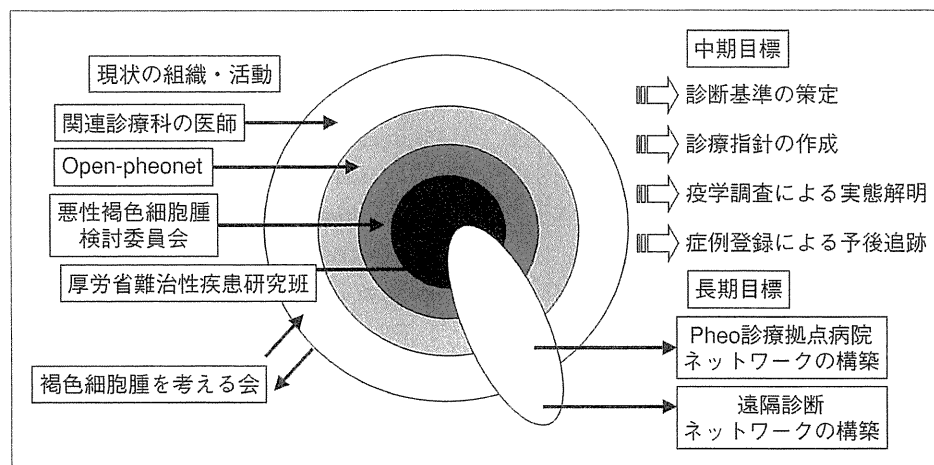 現状の組織・活動
関連診療科の医師
Open-pheonet
悪性褐色細胞腫
検討委員会
厚労省難治性疾患研究班
褐色細胞腫を考える会
中期目標
診断基準の策定
診療指針の作成
疫学調査による実態解明
症例登録による予後追跡
長期目標
Pheo診療拠点病院
ネットワークの構築
遠隔診断
ネットワークの構築